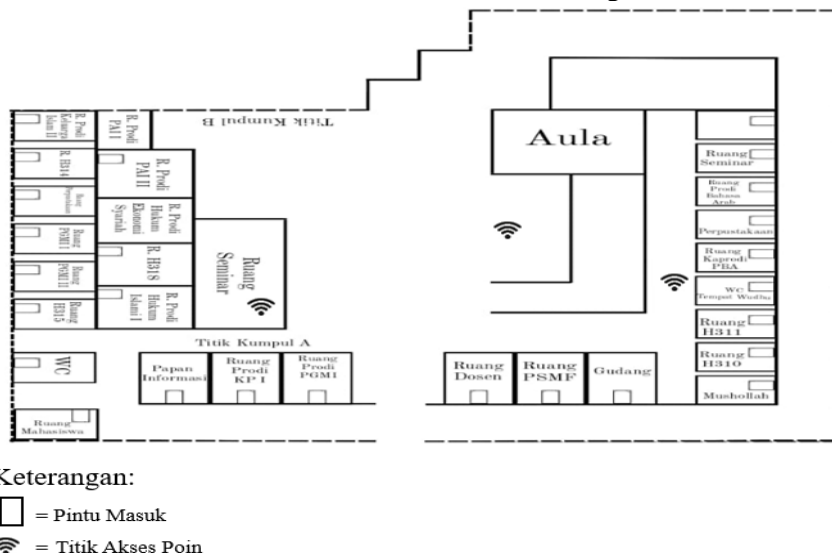 R. Prodi
Keluarga
Islam II
R. H314
Ruang
Perpustakaan
Ruang
PGMI I
Ruang
PGMI II
Ruang
H315
WC
Ruang
Mahasiswa
R. Prodi
PAI I
R. Prodi
PAI II
R. Prodi
Hukum
Ekonomi
Syariah
R. H318
R. Prodi
Hukum
Islami I
Titik Kumpul B
Ruang
Seminar
Titik Kumpul A
Papan
Informasi
Ruang
Prodi
KP I
Ruang
Prodi
PGMI
Aula
Ruang
Dosen
Ruang
PSMF
Gudang
Ruang
Seminar
Ruang
Prodi
Bahasa
Arab
Perpustakaan
Ruang
Kaprodi
PBA
WC
Tempat Wudhu
Ruang
H311
Ruang
H310
Mushollah
Keterangan:
= Pintu Masuk
= Titik Akses Poin